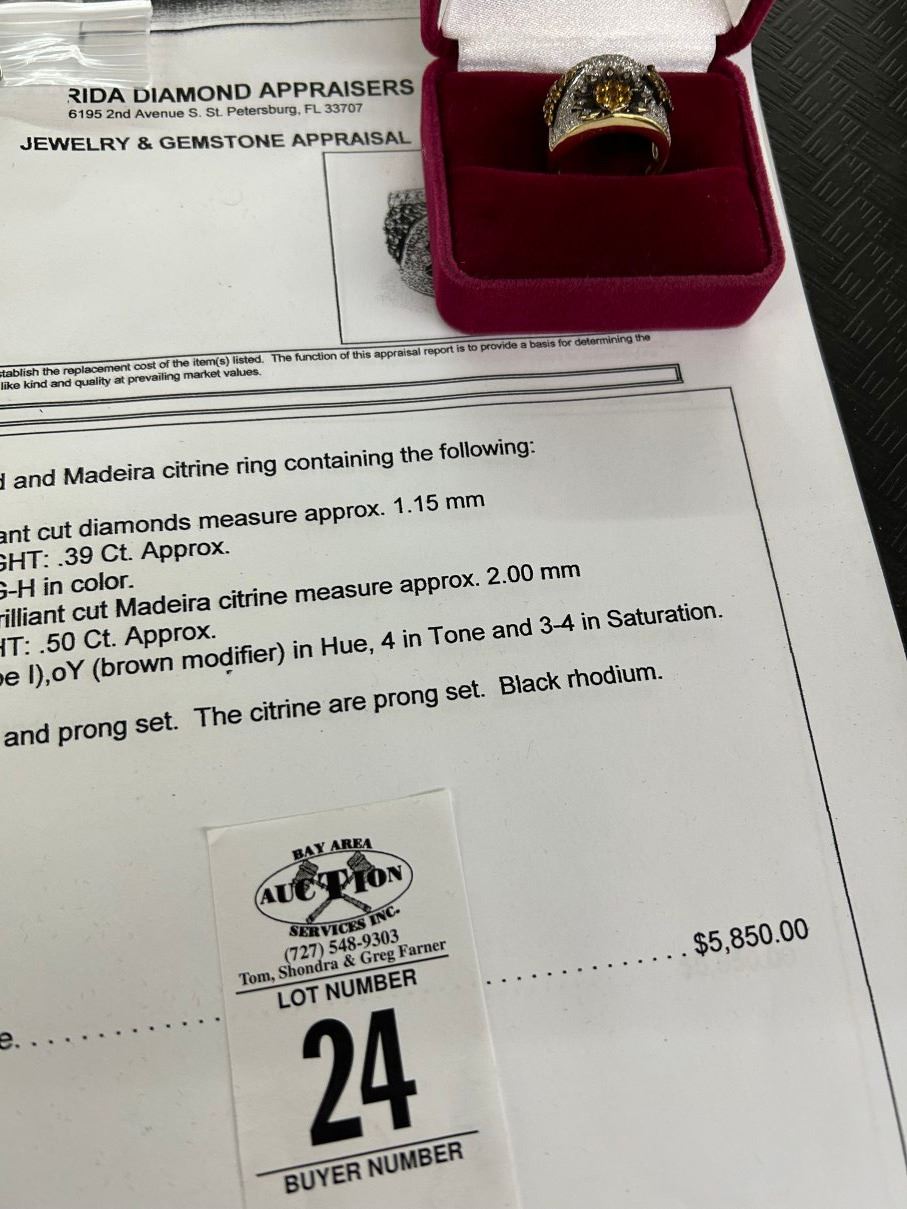 RIDA DIAMOND APPRAISERS
6195 2nd Avenue S. St. Petersburg, FL 33707
JEWELRY & GEMSTONE APPRAISAL
stablish the replacement cost of the item(s) listed. The function of this appraisal report is to provide a basis for determining the
like kind and quality at prevailing market values.
and Madeira citrine ring containing the following:
ant cut diamonds measure approx. 1.15 mm
GHT: .39 Ct. Approx.
G-H in color.
rilliant cut Madeira citrine measure approx. 2.00 mm
HT: .50 Ct. Approx.
pe I),oY (brown modifier) in Hue, 4 in Tone and 3-4 in Saturation.
and prong set. The citrine are prong set. Black rhodium.
BAY AREA
AUCTION
SERVICES INC.
(727) 548-9303
Tom, Shondra & Greg Farner
LOT NUMBER
e. . . . . . . . . . . . . . . . . . . . . . . . . . $5,850.00
24
BUYER NUMBER